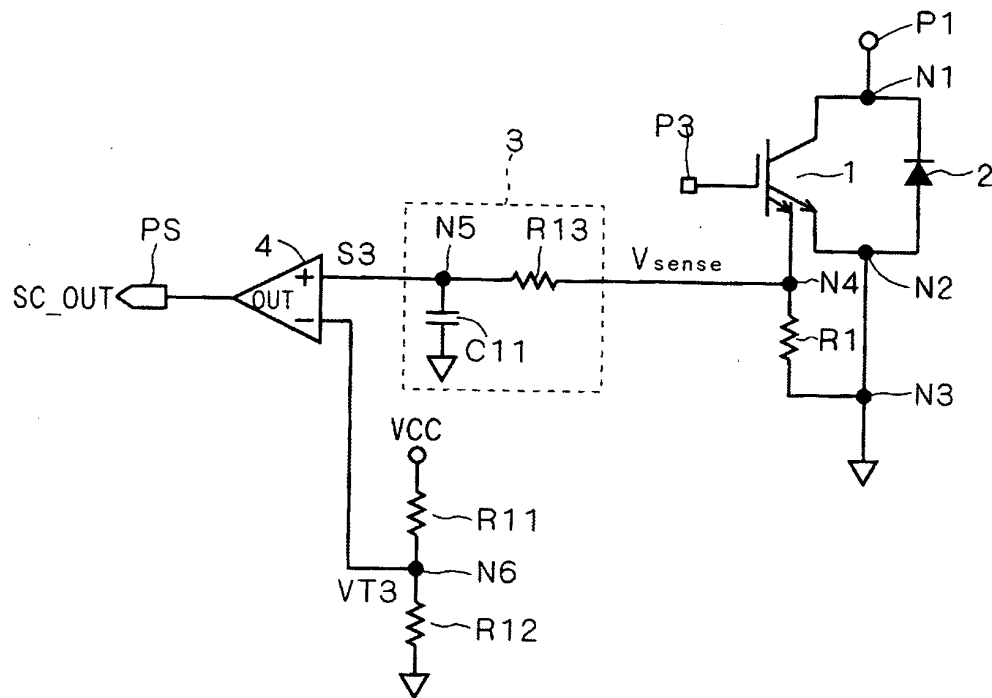 P1
N1
P3
3
1
2
PS
4
S3
N5
R13
Vsense
N4
N2
SC_OUT
OUT
+
−
C11
R1
N3
VCC
R11
N6
VT3
R12